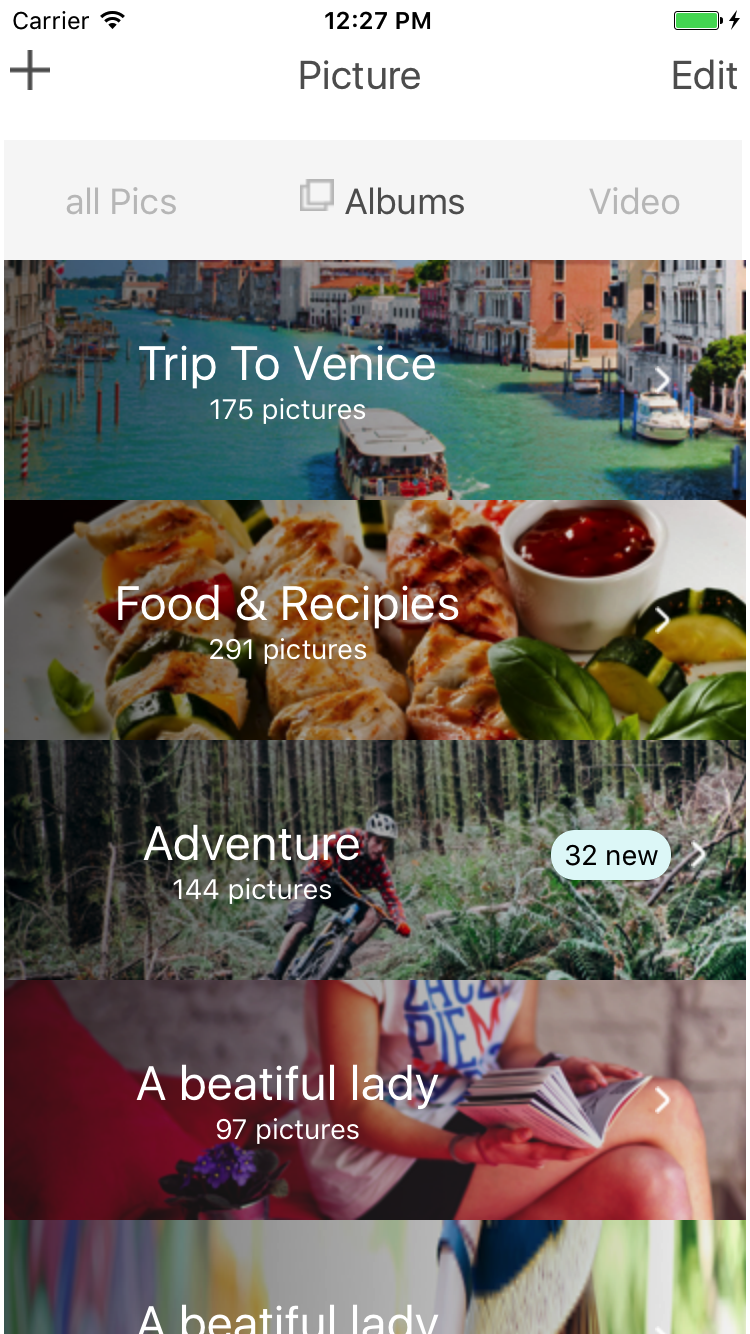 Carrier 12:27 PM
Picture Edit
all Pics Albums Video
Trip To Venice
175 pictures
Food & Recipies
291 pictures
Adventure
144 pictures
32 new
PIEM
A beatiful lady
97 pictures
A beatiful lady